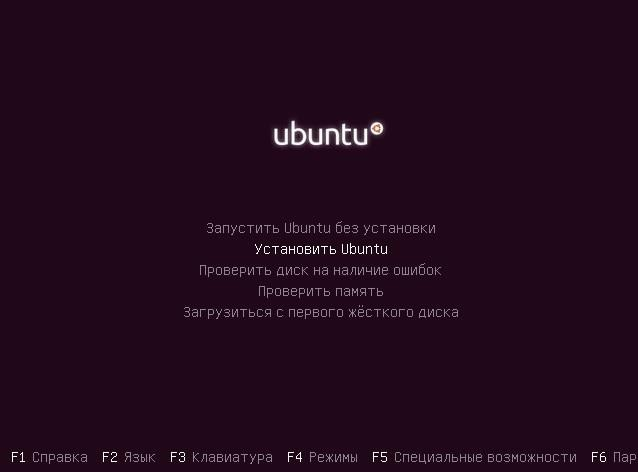 ubuntu
Запустить Ubuntu без установки
Установить Ubuntu
Проверить диск на наличие ошибок
Проверить память
Загрузиться с первого жёсткого диска
F1 Справка F2 Язык F3 Клавиатура F4 Режимы F5 Специальные возможности F6 Пар